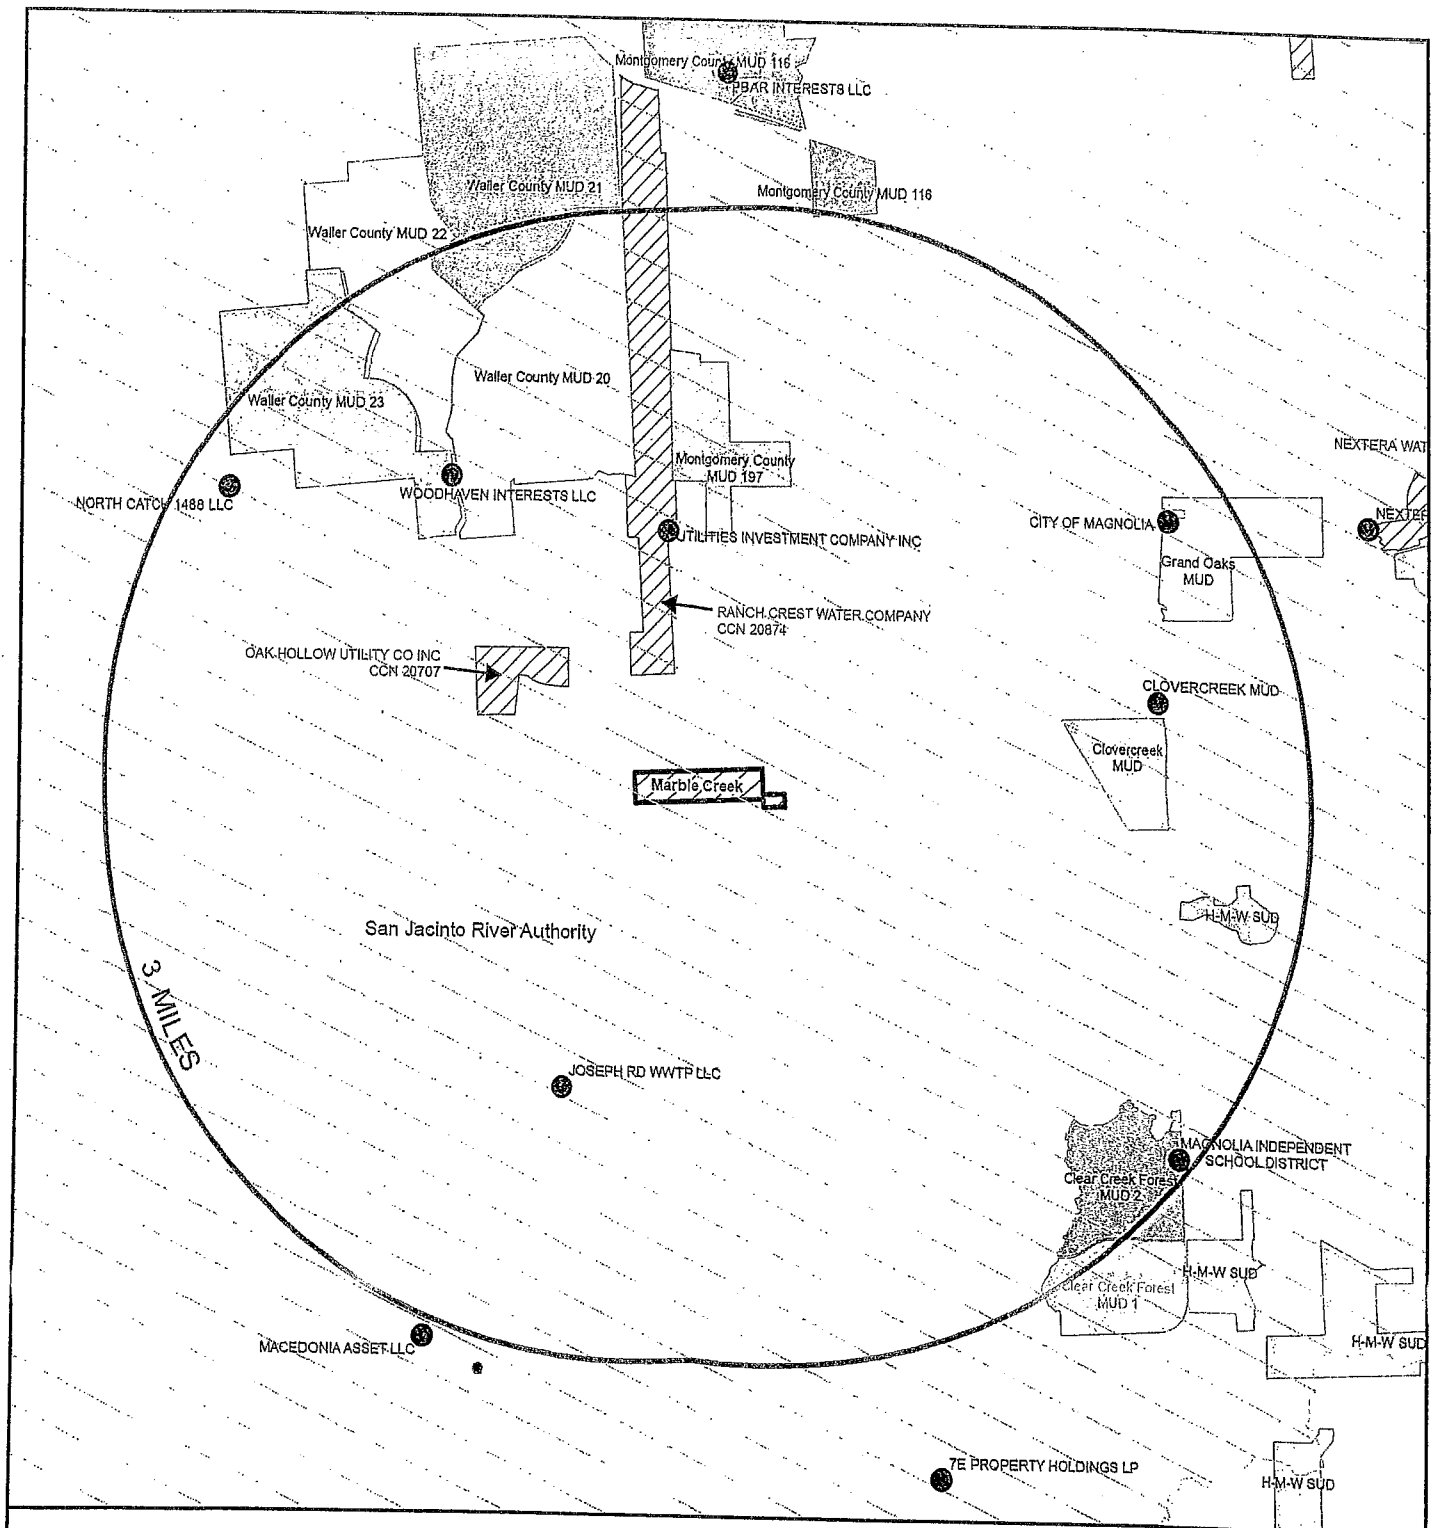 Montgomery County MUD 116
PBAR INTERESTS LLC
Waller County MUD 21
Montgomery County MUD 116
Waller County MUD 22
Waller County MUD 20
Waller County MUD 23
Montgomery County
MUD 197
NEXTERA WAT
NORTH CATCH 1488 LLC
WOODHAVEN INTERESTS LLC
CITY OF MAGNOLIA
NEXTER
UTILITIES INVESTMENT COMPANY INC
Grand Oaks
MUD
RANCH CREST WATER COMPANY
CCN 20874
OAK HOLLOW UTILITY CO INC
CCN 20707
CLOVERCREEK MUD
Clovercreek
MUD
Marble Creek
H-M-W SUD
San Jacinto River Authority
3 MILES
JOSEPH RD WWTP LLC
MAGNOLIA INDEPENDENT
SCHOOL DISTRICT
Clear Creek Forest
MUD 2
H-M-W SUD
Clear Creek Forest
MUD 1
MACEDONIA ASSET LLC
H-M-W SUD
7E PROPERTY HOLDINGS LP
H-M-W SUD